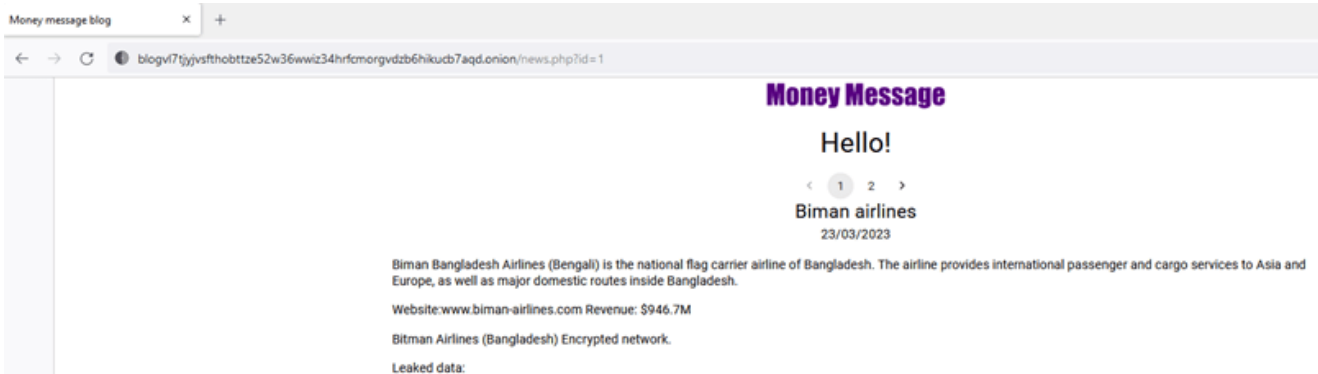 Money message blog
blogvl7tjyjvsfthobttze52w36wwiz34hrfcmorgvdzb6hikucb7aqd.onion/news.php?id=1
Money Message
Hello!
1 2
Biman airlines
23/03/2023
Biman Bangladesh Airlines (Bengali) is the national flag carrier airline of Bangladesh. The airline provides international passenger and cargo services to Asia and
Europe, as well as major domestic routes inside Bangladesh.
Website:www.biman-airlines.com Revenue: $946.7M
Bitman Airlines (Bangladesh) Encrypted network.
Leaked data: